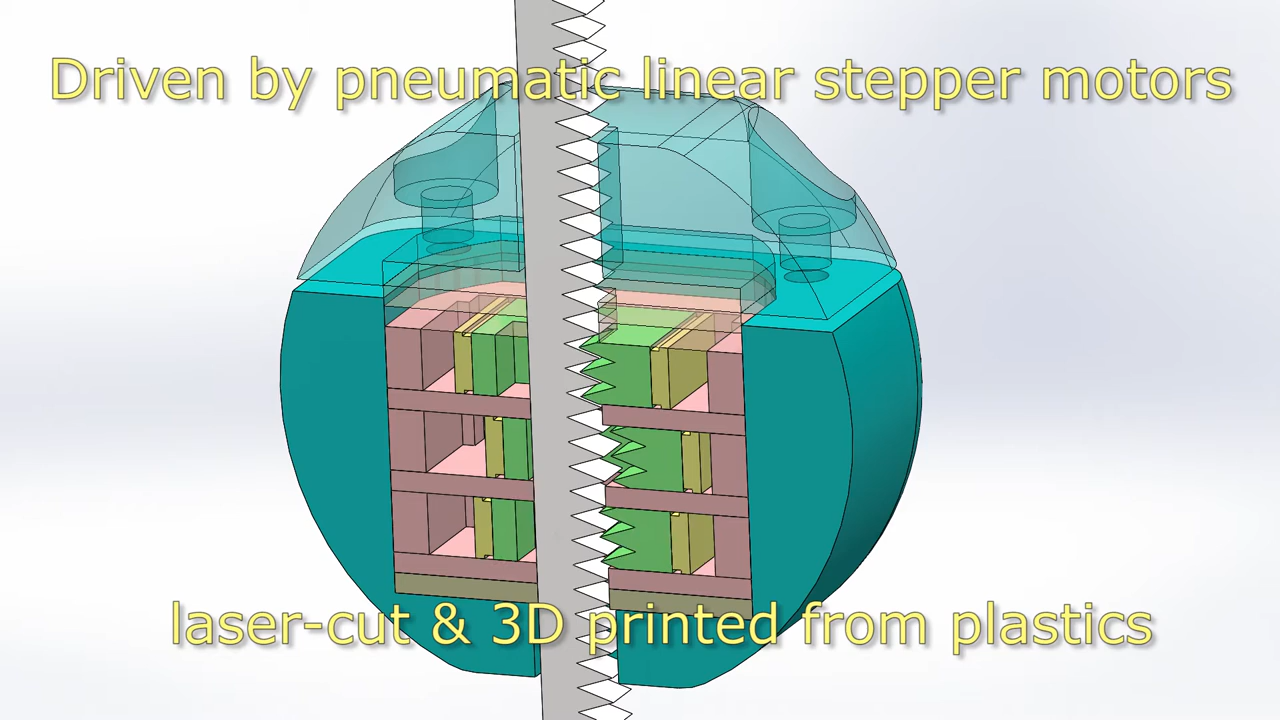 Driven by pneumatic linear stepper motors
laser-cut & 3D printed from plastics